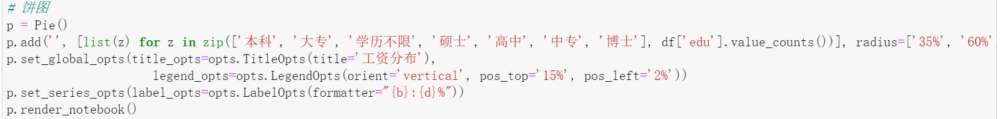 # 饼图
p = Pie()
p.add('', [list(z) for z in zip(['本科', '大专', '学历不限', '硕士', '高中', '中专', '博士'], df['edu'].value_counts())], radius=['35%', '60%']
p.set_global_opts(title_opts=opts.TitleOpts(title='工资分布'),
legend_opts=opts.LegendOpts(orient='vertical', pos_top='15%', pos_left='2%'))
p.set_series_opts(label_opts=opts.LabelOpts(formatter="{b}:{d}%"))
p.render_notebook()